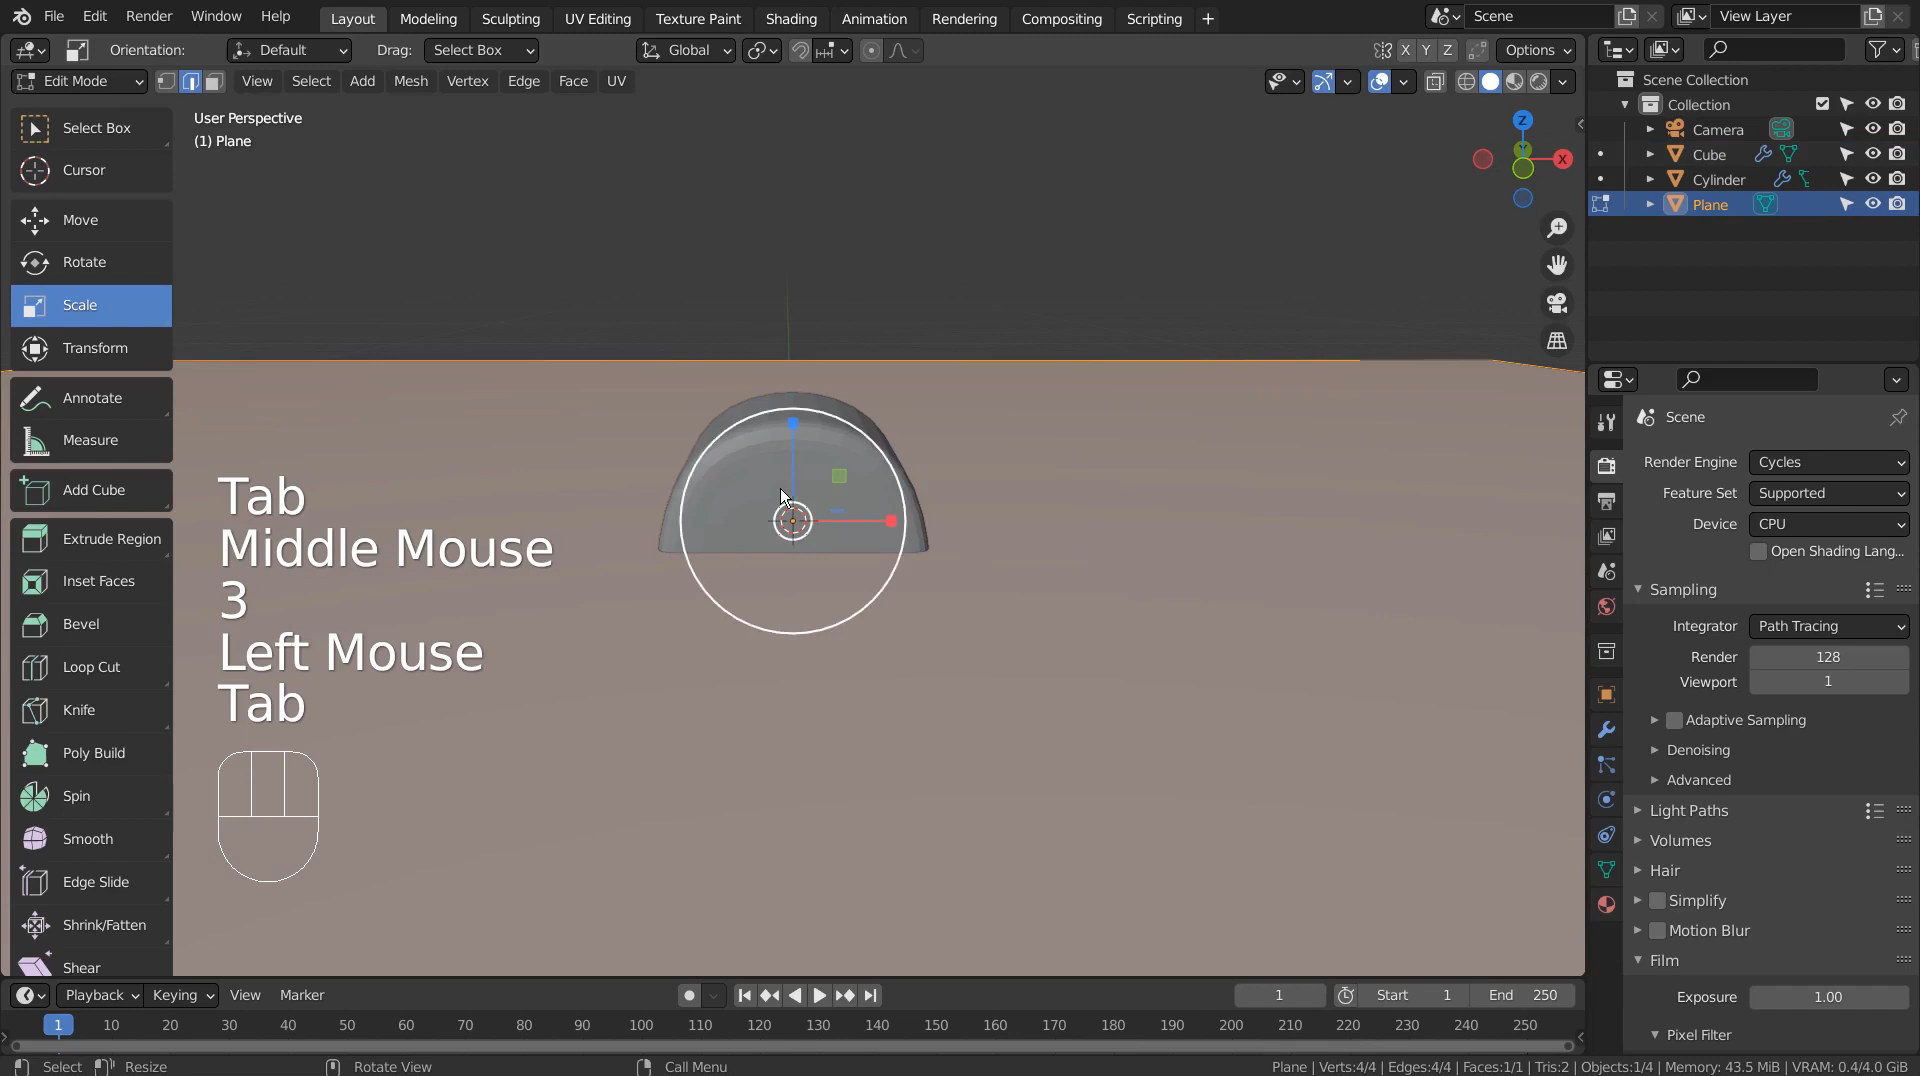 File Edit Render Window Help Layout Modeling Sculpting UV Editing Texture Paint Shading Animation Rendering Compositing Scripting + Scene View Layer
Orientation: Default Drag: Select Box Global X Y Z Options
Edit Mode View Select Add Mesh Vertex Edge Face UV
User Perspective
(1) Plane
Select Box
Cursor
Move
Rotate
Scale
Transform
Annotate
Measure
Add Cube
Extrude Region
Inset Faces
Bevel
Loop Cut
Knife
Poly Build
Spin
Smooth
Edge Slide
Shrink/Fatten
Shear
Tab
Middle Mouse
3
Left Mouse
Tab
Z
X
Scene Collection
Collection
Camera
Cube
Cylinder
Plane
Scene
Render Engine Cycles
Feature Set Supported
Device CPU
Open Shading Lang...
Sampling
Integrator Path Tracing
Render 128
Viewport 1
Adaptive Sampling
Denoising
Advanced
Light Paths
Volumes
Hair
Simplify
Motion Blur
Film
Exposure 1.00
Pixel Filter
Playback Keying View Marker 1 Start 1 End 250
1 10 20 30 40 50 60 70 80 90 100 110 120 130 140 150 160 170 180 190 200 210 220 230 240 250
Select Resize Rotate View Call Menu Plane | Verts:4/4 | Edges:4/4 | Faces:1/1 | Tris:2 | Objects:1/4 | Memory: 43.5 MiB | VRAM: 0.4/4.0 GiB